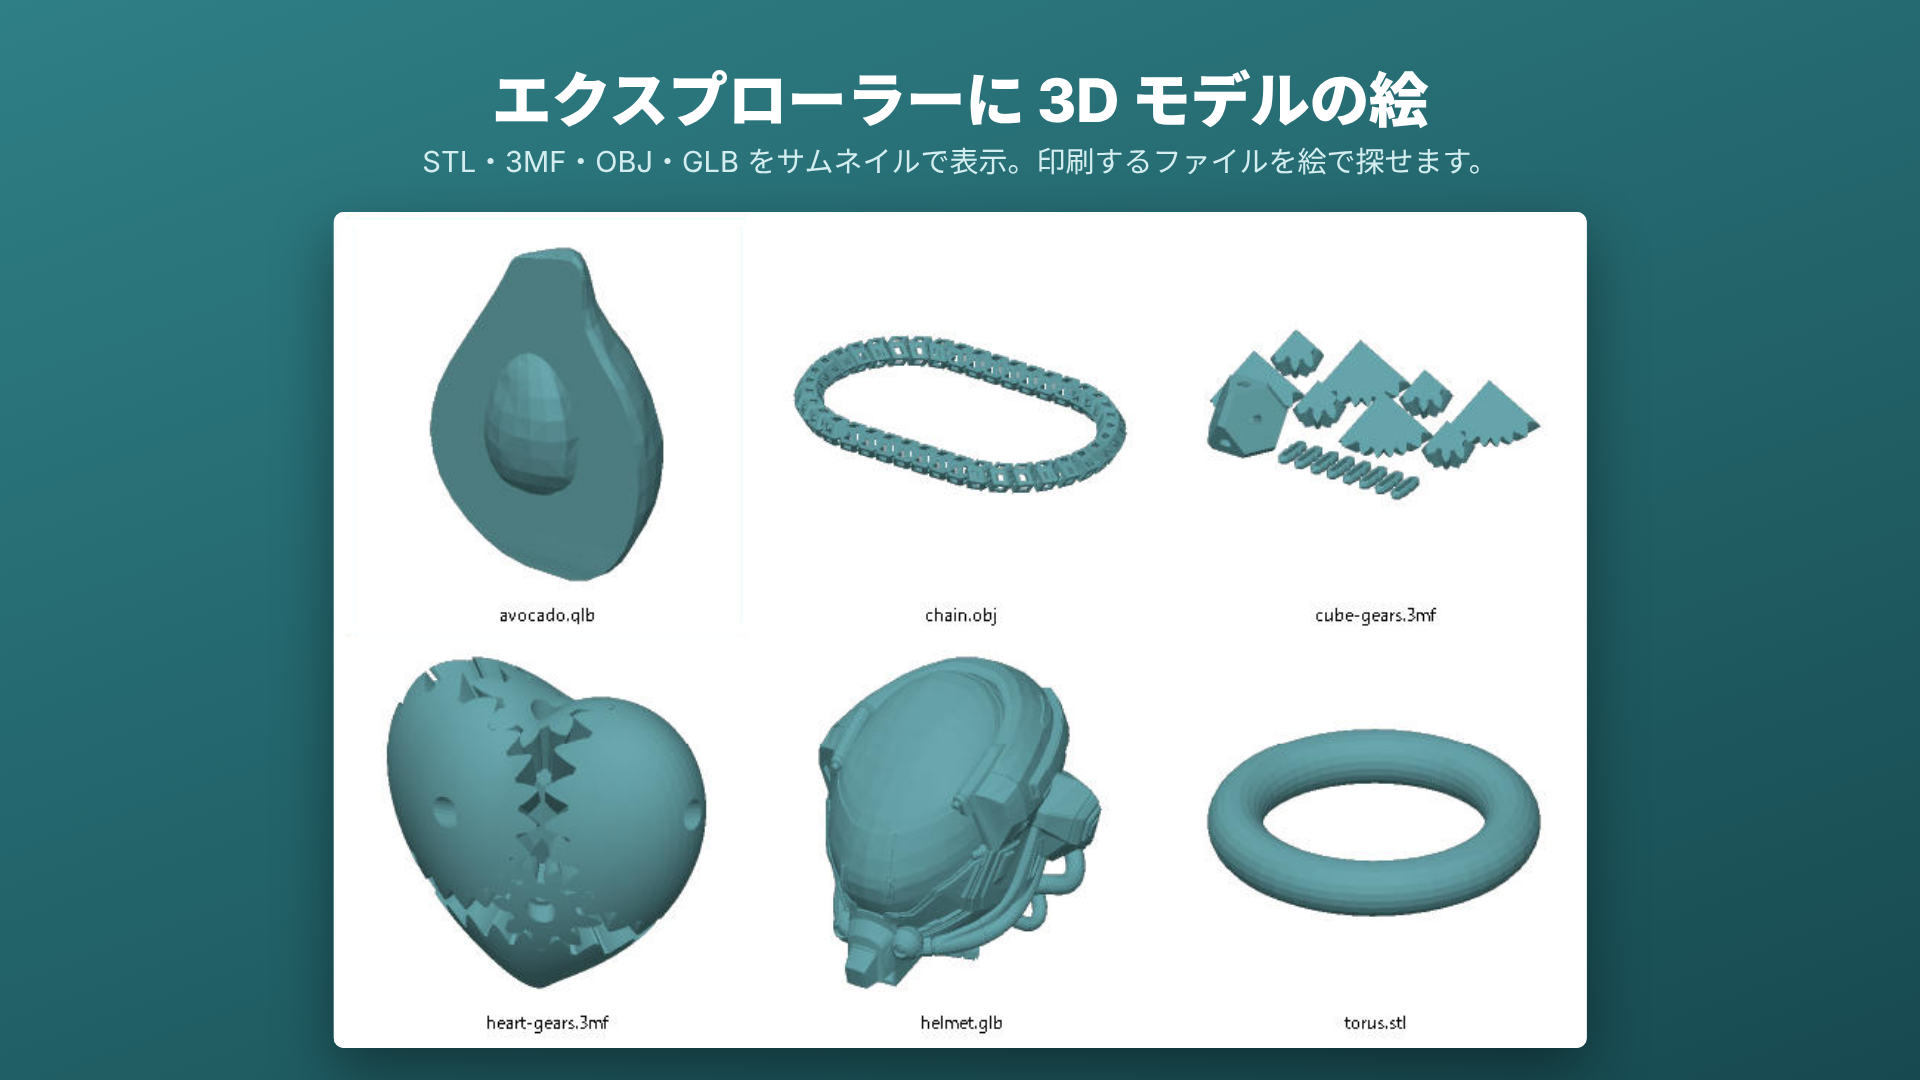 エクスプローラーに 3D モデルの絵
STL・3MF・OBJ・GLB をサムネイルで表示。印刷するファイルを絵で探せます。
avocado.glb
chain.obj
cube-gears.3mf
heart-gears.3mf
helmet.glb
torus.stl